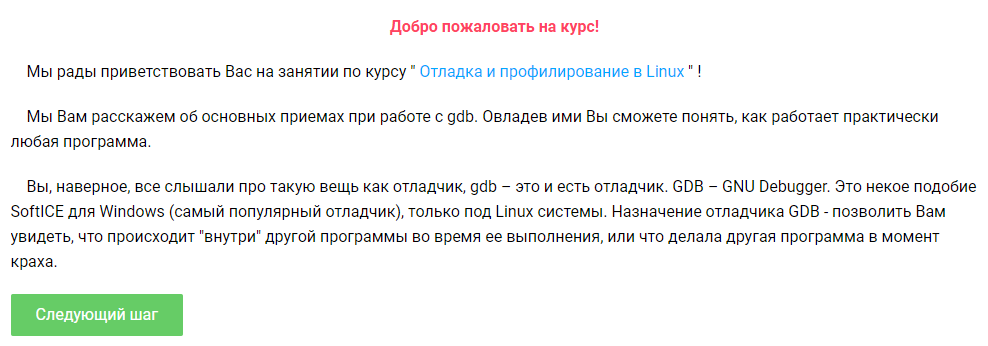 Добро пожаловать на курс!
Мы рады приветствовать Вас на занятии по курсу " Отладка и профилирование в Linux " !
Мы Вам расскажем об основных приемах при работе с gdb. Овладев ими Вы сможете понять, как работает практически
любая программа.
Вы, наверное, все слышали про такую вещь как отладчик, gdb – это и есть отладчик. GDB – GNU Debugger. Это некое подобие
SoftICE для Windows (самый популярный отладчик), только под Linux системы. Назначение отладчика GDB - позволить Вам
увидеть, что происходит "внутри" другой программы во время ее выполнения, или что делала другая программа в момент
краха.
Следующий шаг